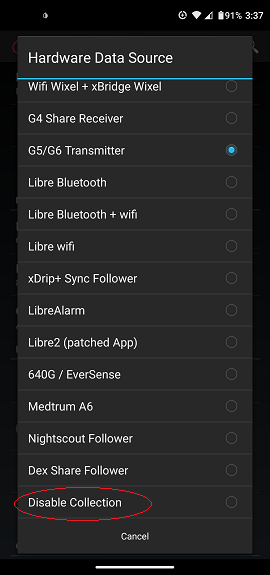 91% 3:37
Hardware Data Source
Wifi Wixel + xBridge Wixel
G4 Share Receiver
G5/G6 Transmitter
Libre Bluetooth
Libre Bluetooth + wifi
Libre wifi
xDrip+ Sync Follower
LibreAlarm
Libre2 (patched App)
640G / EverSense
Medtrum A6
Nightscout Follower
Dex Share Follower
Disable Collection
Cancel